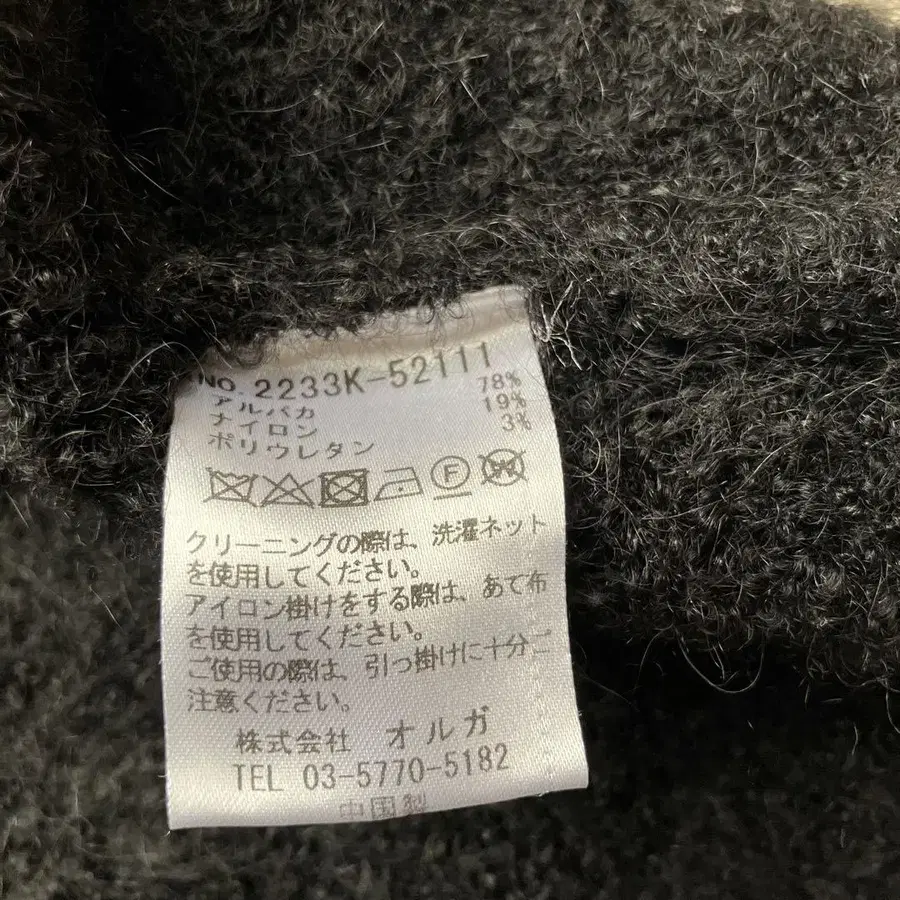 NO. 2233K-52111
アルパカ 78%
ナイロン 19%
ポリウレタン 3%
F W
クリーニングの際は、洗濯ネット
を使用してください。
アイロン掛けをする際は、あて布
を使用してください。
ご使用の際は、引っ掛けに十分ご
注意ください。
株式会社 オルガ
TEL 03-5770-5182
中国製